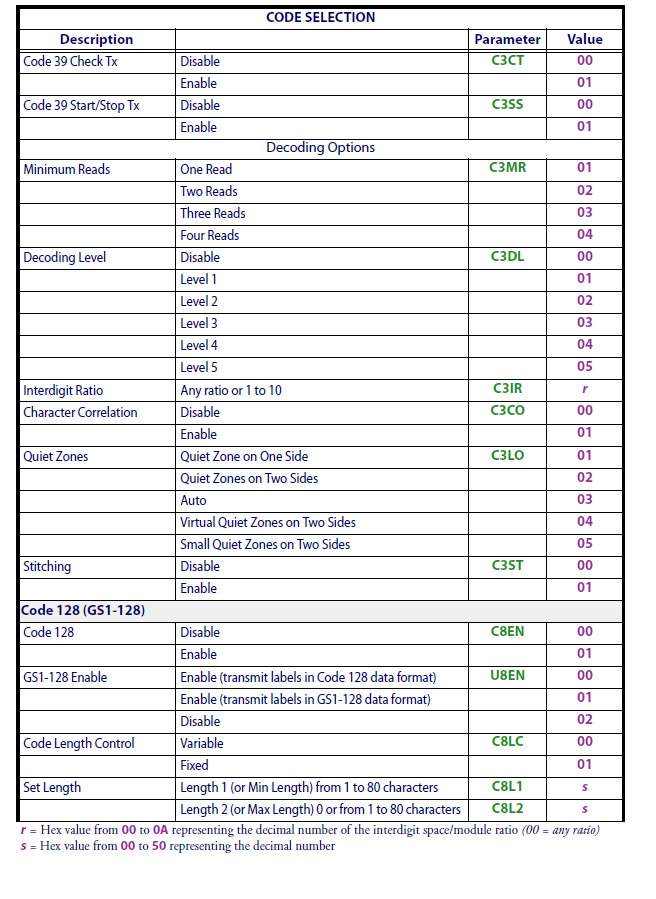 CODE SELECTION
Description Parameter Value
Code 39 Check Tx Disable C3CT 00
Enable 01
Code 39 Start/Stop Tx Disable C3SS 00
Enable 01
Decoding Options
Minimum Reads One Read C3MR 01
Two Reads 02
Three Reads 03
Four Reads 04
Decoding Level Disable C3DL 00
Level 1 01
Level 2 02
Level 3 03
Level 4 04
Level 5 05
Interdigit Ratio Any ratio or 1 to 10 C3IR r
Character Correlation Disable C3CO 00
Enable 01
Quiet Zones Quiet Zone on One Side C3LO 01
Quiet Zones on Two Sides 02
Auto 03
Virtual Quiet Zones on Two Sides 04
Small Quiet Zones on Two Sides 05
Stitching Disable C3ST 00
Enable 01
Code 128 (GS1-128)
Code 128 Disable C8EN 00
Enable 01
GS1-128 Enable Enable (transmit labels in Code 128 data format) U8EN 00
Enable (transmit labels in GS1-128 data format) 01
Disable 02
Code Length Control Variable C8LC 00
Fixed 01
Set Length Length 1 (or Min Length) from 1 to 80 characters C8L1 s
Length 2 (or Max Length) 0 or from 1 to 80 characters C8L2 s
r = Hex value from 00 to 0A representing the decimal number of the interdigit space/module ratio (00 = any ratio)
s = Hex value from 00 to 50 representing the decimal number